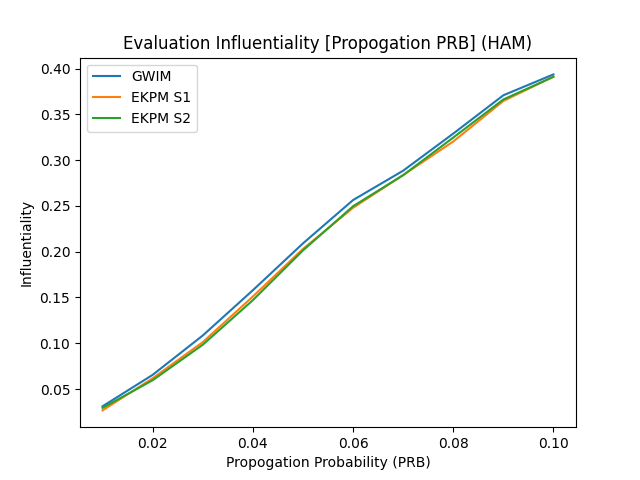 Evaluation Influentiality [Propogation PRB] (HAM)
GWIM
EKPM S1
EKPM S2
Influentiality
0.40
0.35
0.30
0.25
0.20
0.15
0.10
0.05
0.02
0.04
0.06
0.08
0.10
Propogation Probability (PRB)